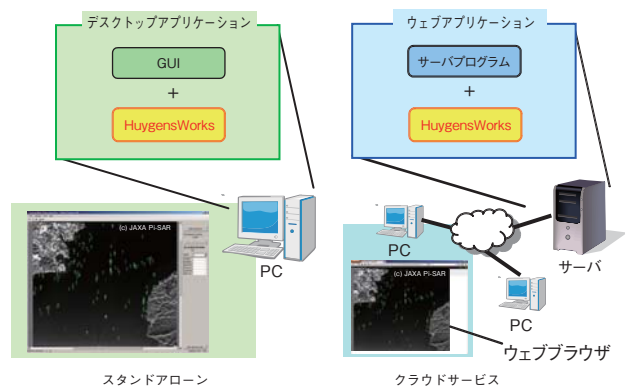 デスクトップアプリケーション
GUI
+
HuygensWorks
(c) JAXA Pi-SAR
PC
スタンドアローン
ウェブアプリケーション
サーバプログラム
+
HuygensWorks
PC
サーバ
(c) JAXA Pi-SAR
PC
ウェブブラウザ
クラウドサービス